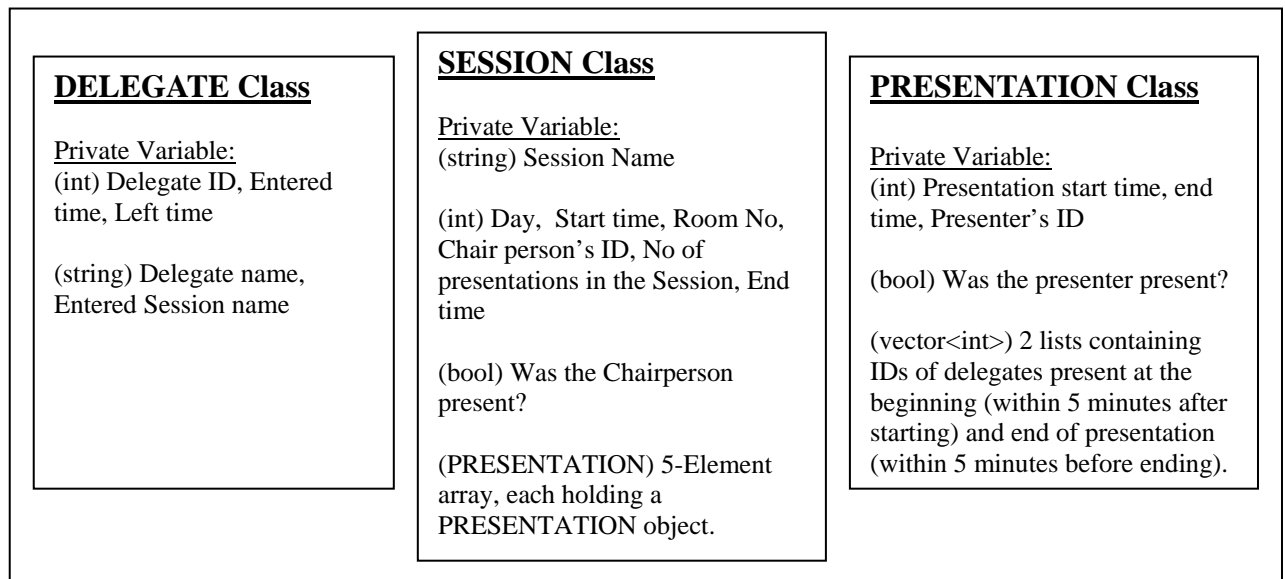 DELEGATE Class
Private Variable:
(int) Delegate ID, Entered
time, Left time
(string) Delegate name,
Entered Session name
SESSION Class
Private Variable:
(string) Session Name
(int) Day,  Start time, Room No,
Chair person’s ID, No of
presentations in the Session, End
time
(bool) Was the Chairperson
present?
(PRESENTATION) 5-Element
array, each holding a
PRESENTATION object.
PRESENTATION Class
Private Variable:
(int) Presentation start time, end
time, Presenter’s ID
(bool) Was the presenter present?
(vector<int>) 2 lists containing
IDs of delegates present at the
beginning (within 5 minutes after
starting) and end of presentation
(within 5 minutes before ending).